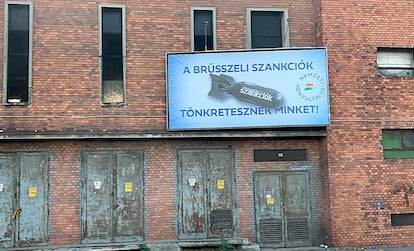 A BRÜSSZELI SZANKCIÓK
szankciók
NEMZETI
KONZULTÁCIÓ
TÖNKRETESZNEK MINKET!